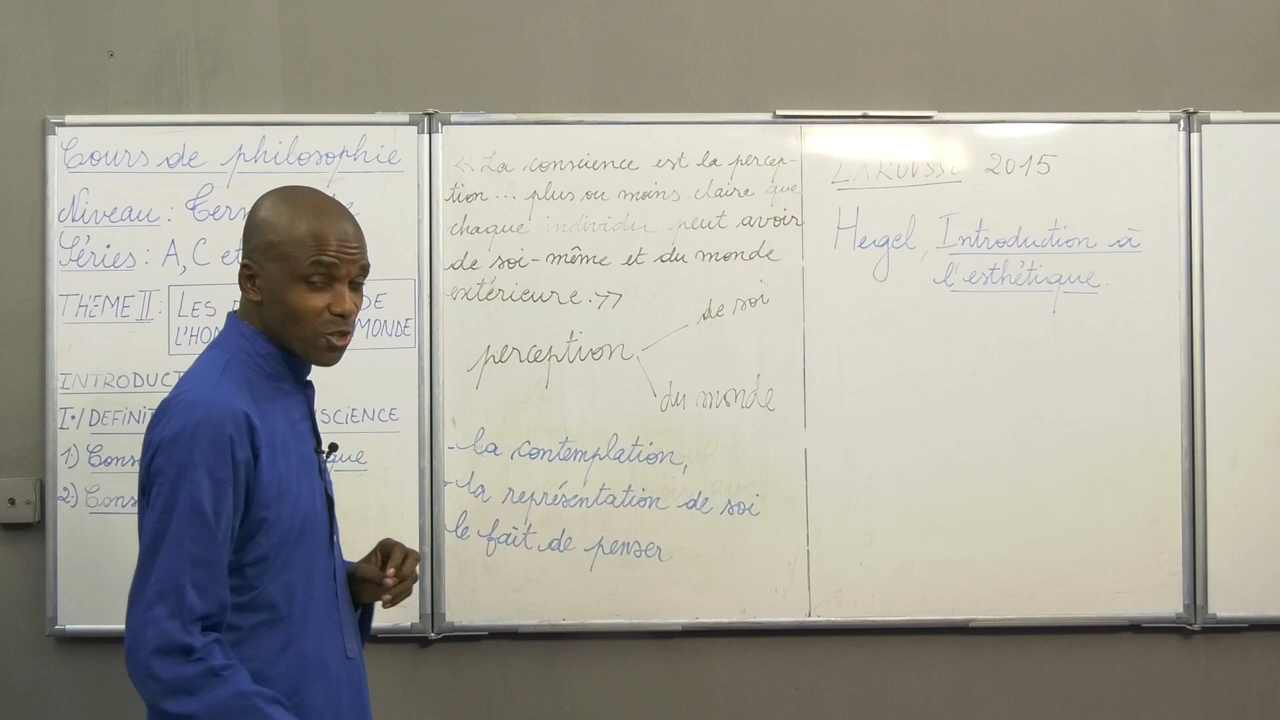 Cours de philosophie
Niveau : Term
Séries : A, C et
THEME II : LES DE
L'HO MONDE
INTRODUCT
I./ DEFINIT SCIENCE
1) Cons que
2.) Cons
<< La conscience est la percep-
tion... plus ou moins claire que
chaque individu peut avoir
de soi-même et du monde
extérieure. >>
de soi
perception
du monde
- la contemplation,
- la représentation de soi
le fait de penser
LAROUSSE 2015
Hegel, Introduction à
l'esthétique.